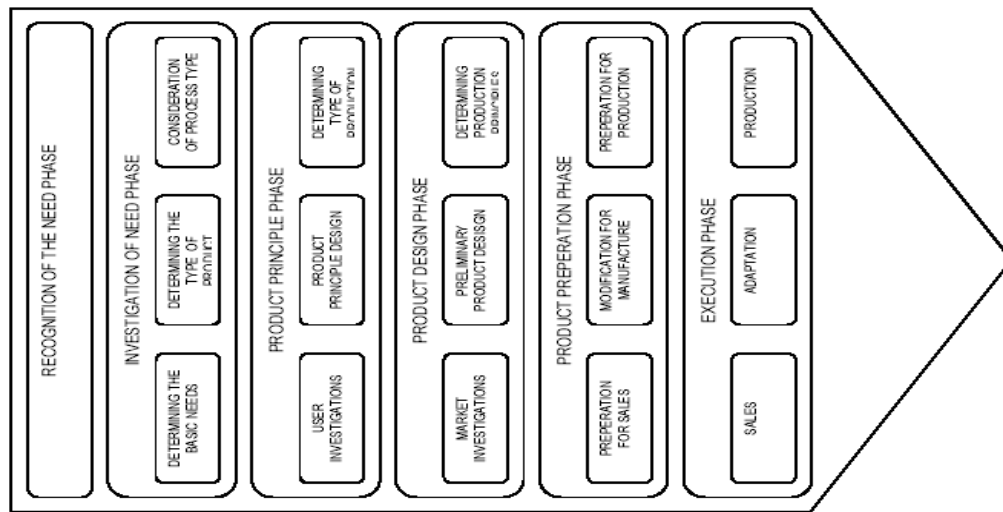 RECOGNITION OF THE NEED PHASE
INVESTIGATION OF NEED PHASE
DETERMINING THE
BASIC NEEDS
DETERMINING THE
TYPE OF
PRODUCT
CONSIDERATION
OF PROCESS TYPE
PRODUCT PRINCIPLE PHASE
USER
INVESTIGATIONS
PRODUCT
PRINCIPLE DESIGN
DETERMINING
TYPE OF
PRODUCTION
PRODUCT DESIGN PHASE
MARKET
INVESTIGATIONS
PRELIMINARY
PRODUCT DESISGN
DETERMINING
PRODUCTION
PRODUCT PREPERATION PHASE
PREPERATION
FOR SALES
MODIFICATION FOR
MANUFACTURE
PREPERATION FOR
PRODUCTION
EXECUTION PHASE
SALES
ADAPTATION
PRODUCTION